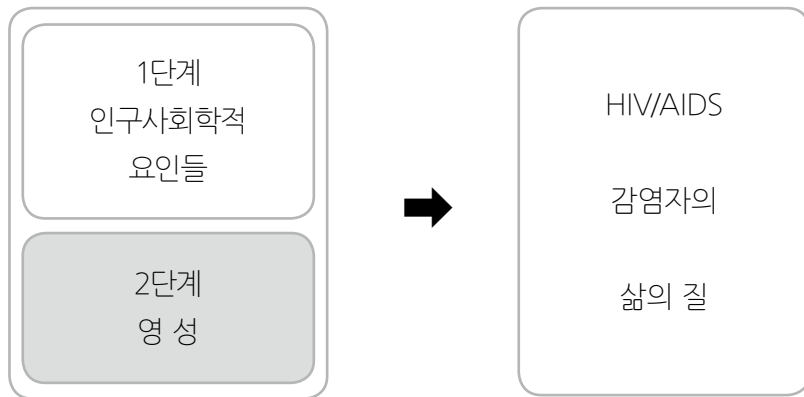 1단계
인구사회학적
요인들
2단계
영 성
HIV/AIDS
감염자의
삶의 질